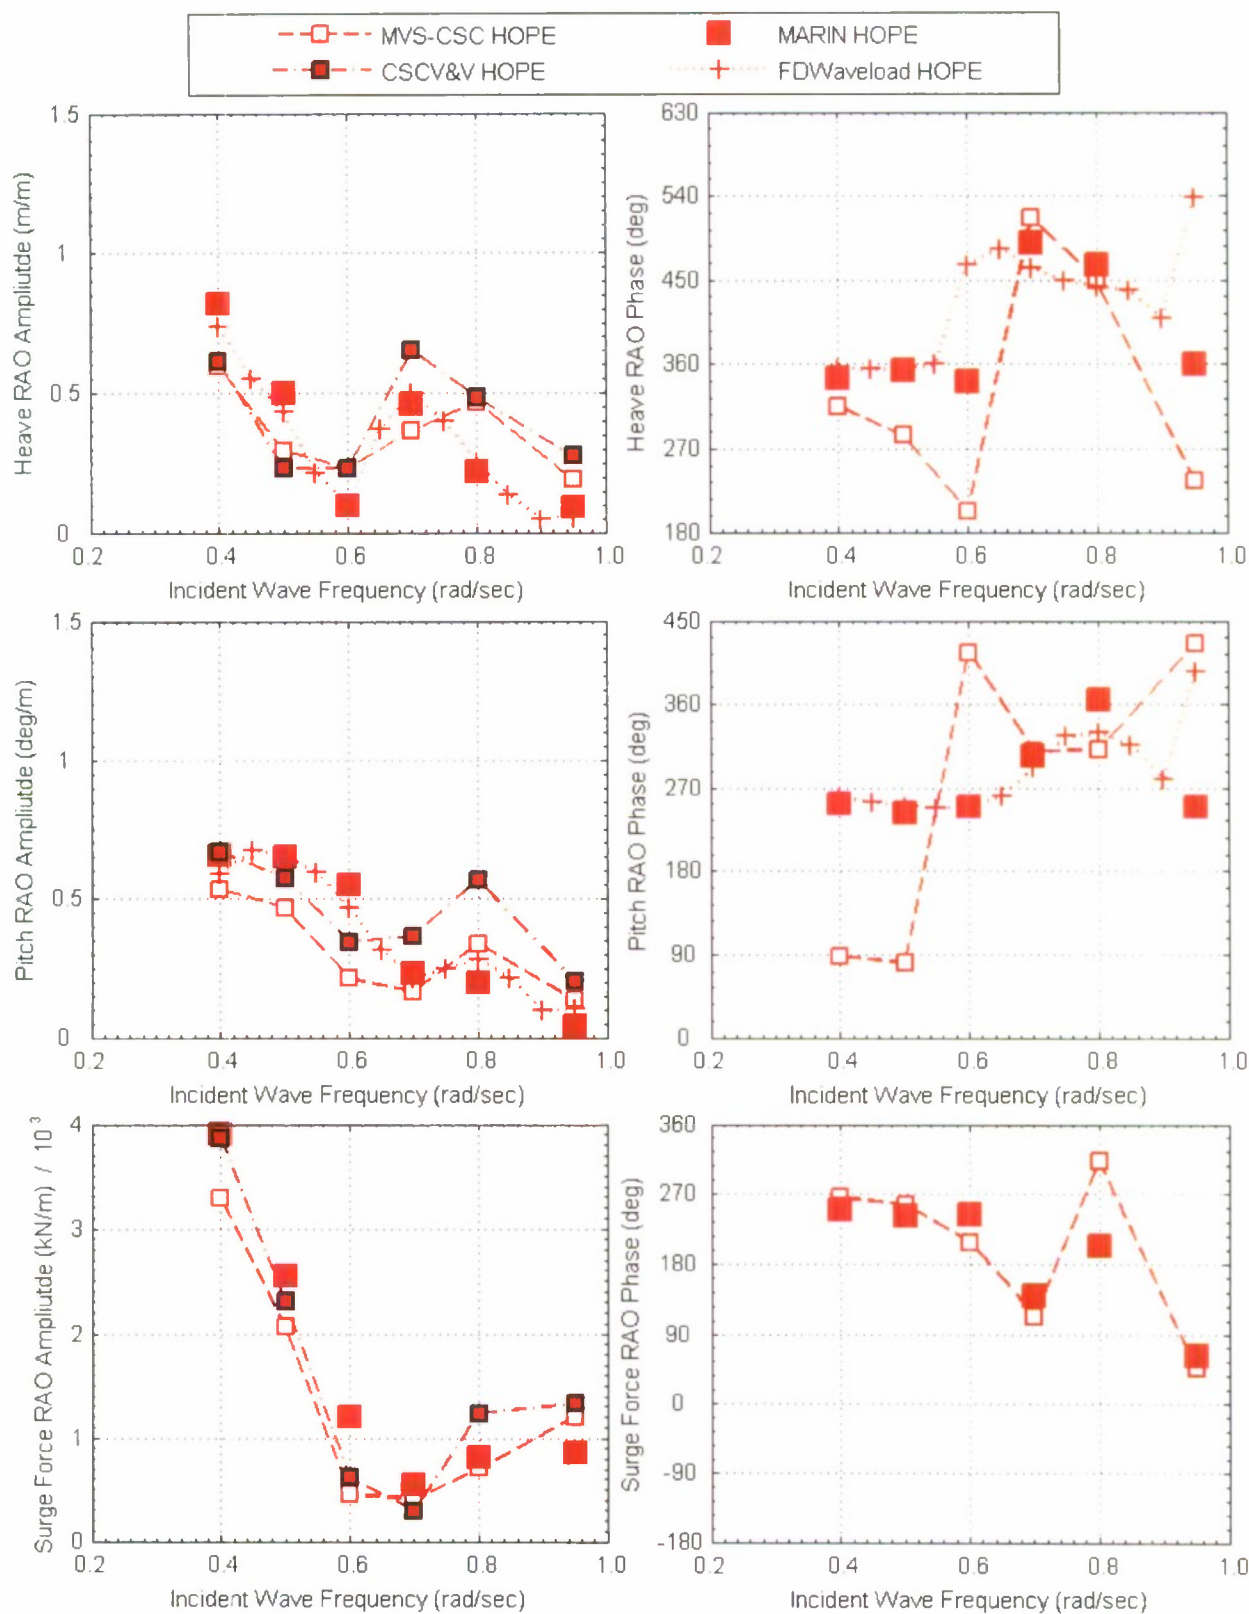 MVS-CSC HOPE
MARIN HOPE
CSCV&V HOPE
FDWaveload HOPE
Heave RAO Ampliutde (m/m)
1.5
1
0.5
0
0.2 0.4 0.6 0.8 1.0
Incident Wave Frequency (rad/sec)
Heave RAO Phase (deg)
630
540
450
360
270
180
0.2 0.4 0.6 0.8 1.0
Incident Wave Frequency (rad/sec)
Pitch RAO Ampliutde (deg/m)
1.5
1
0.5
0
0.2 0.4 0.6 0.8 1.0
Incident Wave Frequency (rad/sec)
Pitch RAO Phase (deg)
450
360
270
180
90
0
0.2 0.4 0.6 0.8 1.0
Incident Wave Frequency (rad/sec)
Surge Force RAO Ampliutde (kN/m) / 10³
4
3
2
1
0
0.2 0.4 0.6 0.8 1.0
Incident Wave Frequency (rad/sec)
Surge Force RAO Phase (deg)
360
270
180
90
0
-90
-180
0.2 0.4 0.6 0.8 1.0
Incident Wave Frequency (rad/sec)